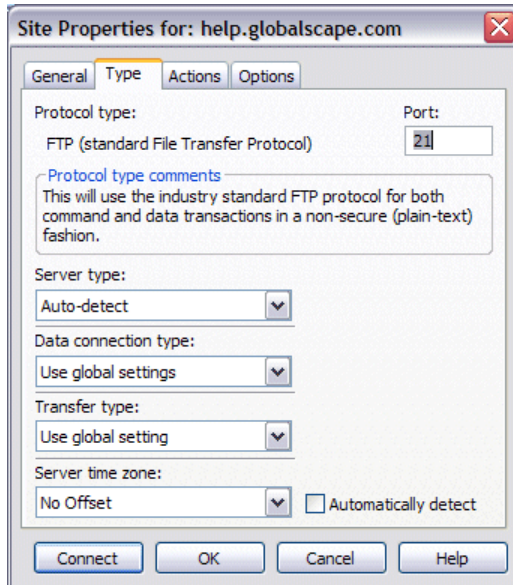 Site Properties for: help.globalscape.com
General Type Actions Options
Protocol type: Port:
FTP (standard File Transfer Protocol) 21
Protocol type comments
This will use the industry standard FTP protocol for both
command and data transactions in a non-secure (plain-text)
fashion.
Server type:
Auto-detect
Data connection type:
Use global settings
Transfer type:
Use global setting
Server time zone:
No Offset Automatically detect
Connect OK Cancel Help